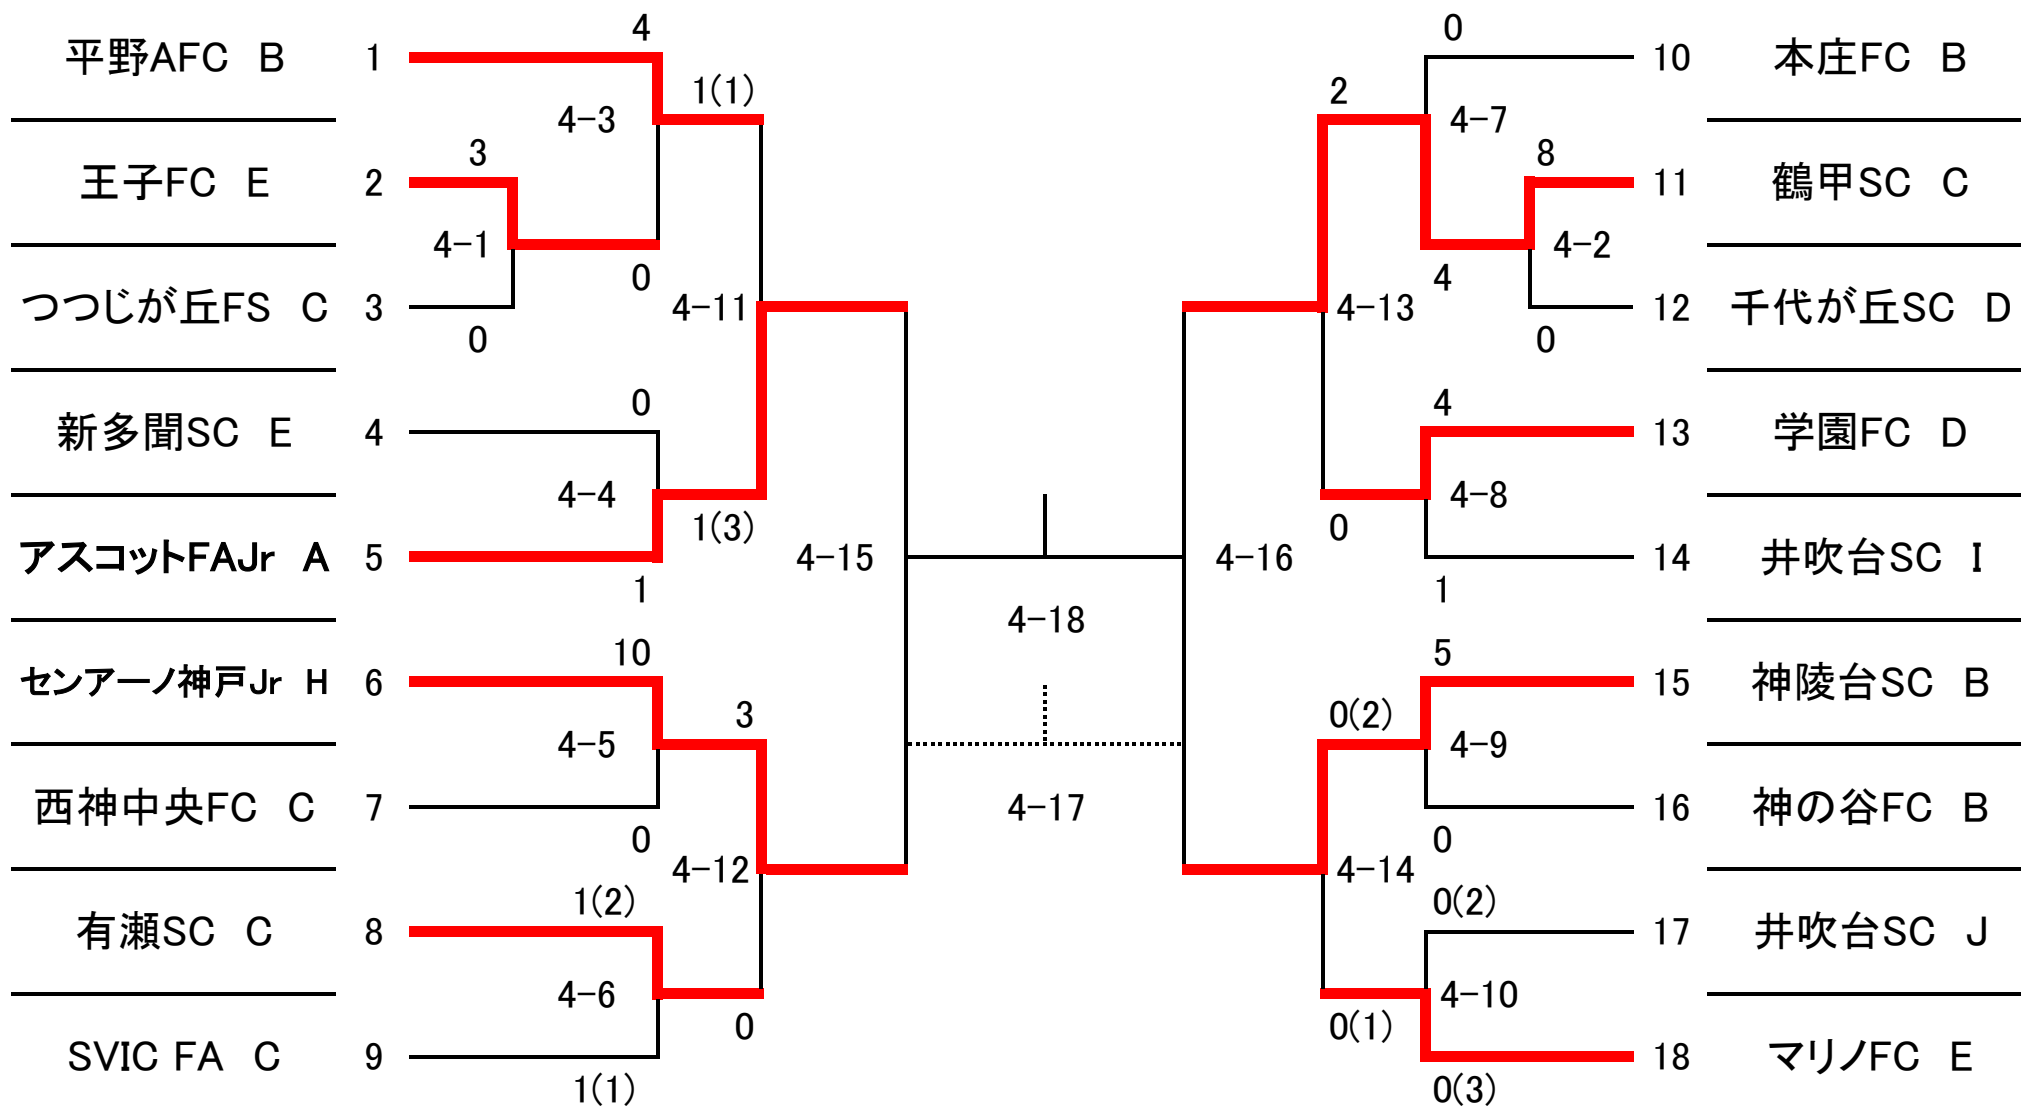 4
0
平野AFC B 1
10 本庄FC B
1(1)
2
4-3
4-7
3
8
王子FC E 2
11 鶴甲SC C
4-1
4-2
0
4
つつじが丘FS C 3
4-11
4-13
12 千代が丘SC D
0
0
0
4
新多聞SC E 4
13 学園FC D
4-4
4-8
1(3)
0
アスコットFAJr A 5
4-15
4-16
14 井吹台SC I
1
1
4-18
10
5
センアーノ神戸Jr H 6
15 神陵台SC B
3
0(2)
4-5
4-9
西神中央FC C 7
4-17
16 神の谷FC B
0
0
4-12
4-14
1(2)
0(2)
有瀬SC C 8
17 井吹台SC J
4-6
4-10
0
0(1)
SVIC FA C 9
18 マリノFC E
1(1)
0(3)